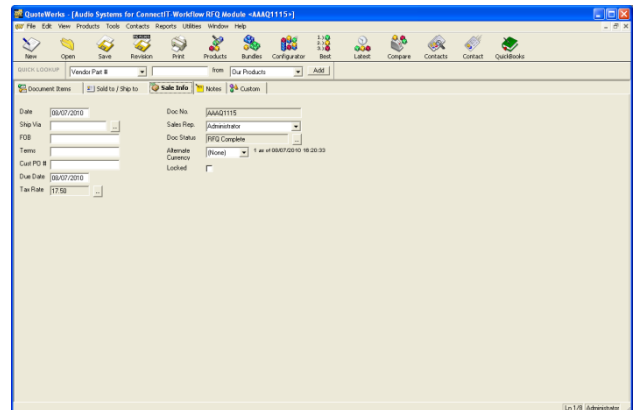 QuoteWerks - [Audio Systems for ConnectIT-Workflow RFQ Module <AAAQ1115>]
File Edit View Products Tools Contacts Reports Utilities Window Help
New Open Save Revision Print Products Bundles Configurator Best Latest Compare Contacts Contact QuickBooks
QUICK LOOKUP Vendor Part # from Our Products Add
Document Items Sold to / Ship to Sale Info Notes Custom
Date 08/07/2010 Doc No. AAAQ1115
Ship Via ... Sales Rep. Administrator
FOB Doc Status RFQ Complete ...
Terms Alternate Currency (None) 1 as of 08/07/2010 18:20:33
Cust PO # Locked
Due Date 08/07/2010
Tax Rate 17.50 ...
Ln 1/8 Administrator